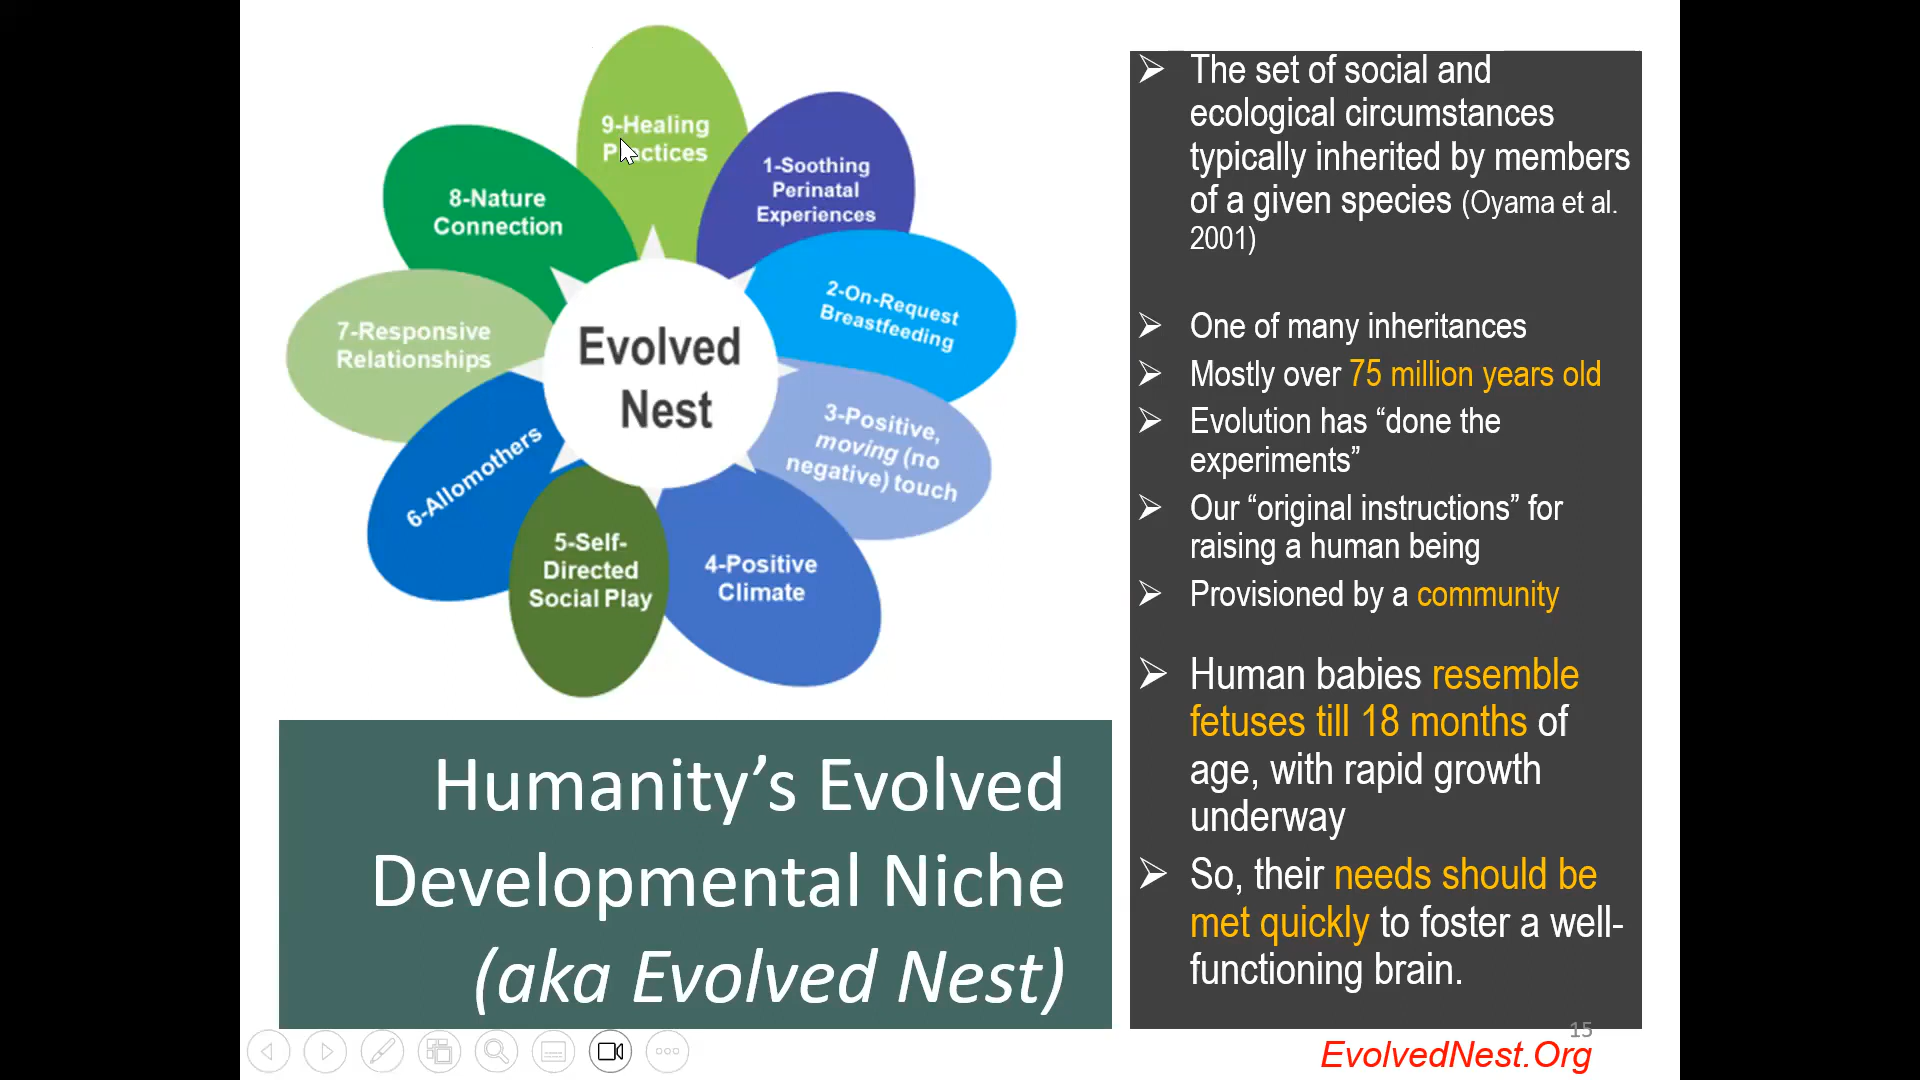 9-Healing
Practices
1-Soothing
Perinatal
Experiences
2-On-Request
Breastfeeding
3-Positive,
moving (no
negative) touch
4-Positive
Climate
5-Self-
Directed
Social Play
6-Allomothers
7-Responsive
Relationships
8-Nature
Connection
Evolved
Nest
Humanity’s Evolved
Developmental Niche
(aka Evolved Nest)
The set of social and
ecological circumstances
typically inherited by members
of a given species (Oyama et al.
2001)
One of many inheritances
Mostly over 75 million years old
Evolution has “done the
experiments”
Our “original instructions” for
raising a human being
Provisioned by a community
Human babies resemble
fetuses till 18 months of
age, with rapid growth
underway
So, their needs should be
met quickly to foster a well-
functioning brain.
15
EvolvedNest.Org